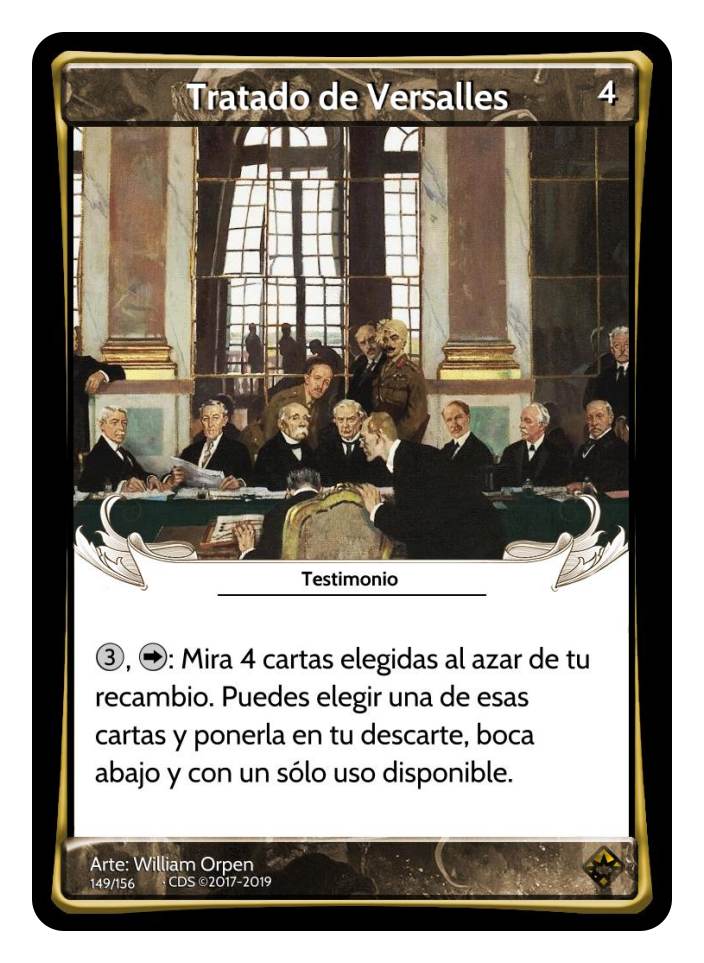 Tratado de Versalles 4
Testimonio
③, ➡: Mira 4 cartas elegidas al azar de tu
recambio. Puedes elegir una de esas
cartas y ponerla en tu descarte, boca
abajo y con un sólo uso disponible.
Arte: William Orpen
149/156 · CDS ©2017-2019